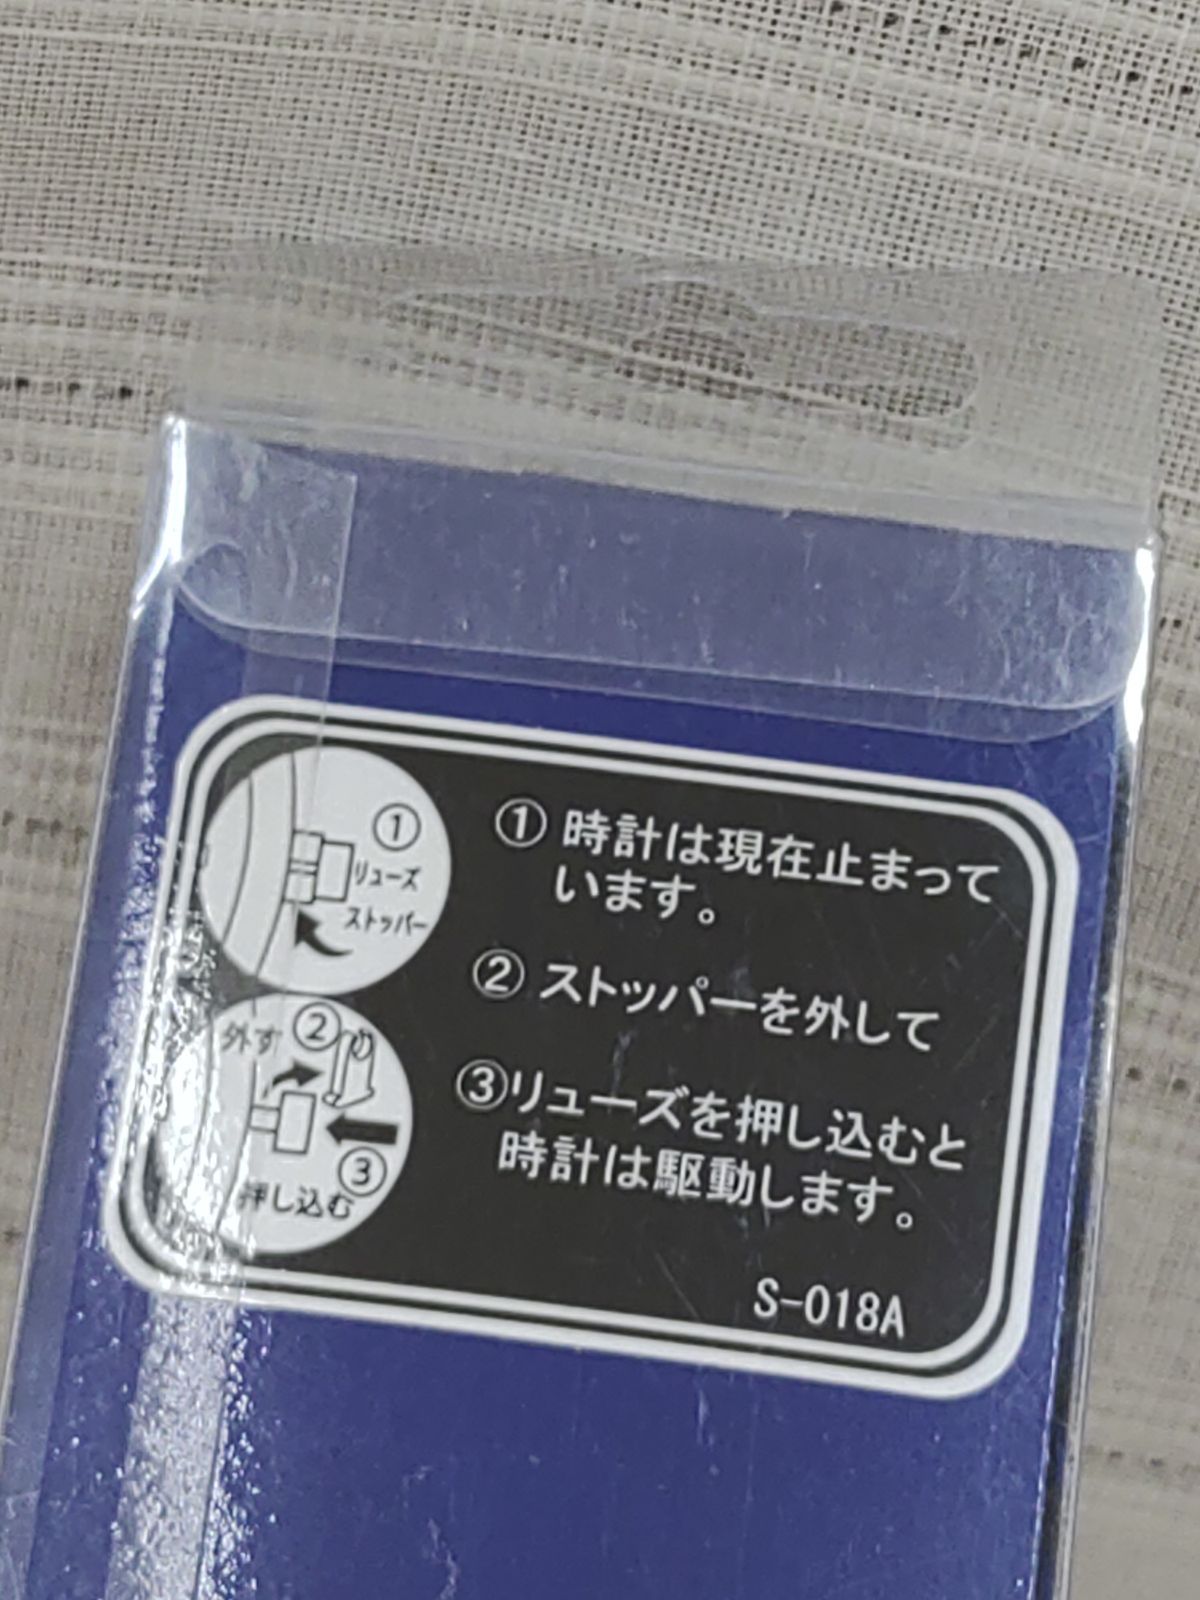 ①
リューズ
ストッパー
外す ②
③
押し込む
① 時計は現在止まって
います。
② ストッパーを外して
③リューズを押し込むと
時計は駆動します。
S-018A